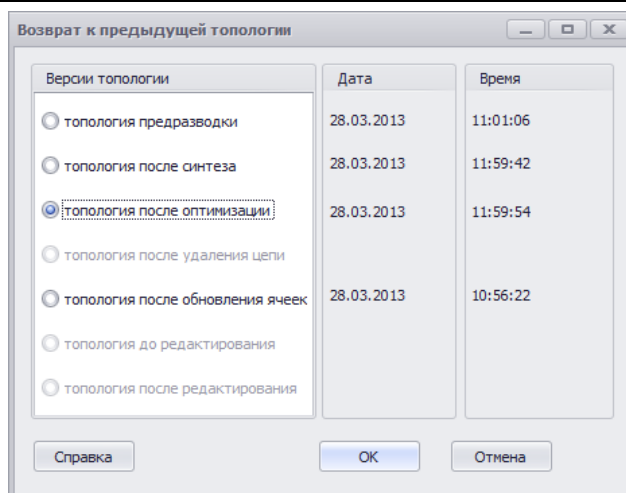 Возврат к предыдущей топологии
Версии топологии Дата Время
топология предразводки 28.03.2013 11:01:06
топология после синтеза 28.03.2013 11:59:42
топология после оптимизации 28.03.2013 11:59:54
топология после удаления цепи
топология после обновления ячеек 28.03.2013 10:56:22
топология до редактирования
топология после редактирования
Справка ОК Отмена